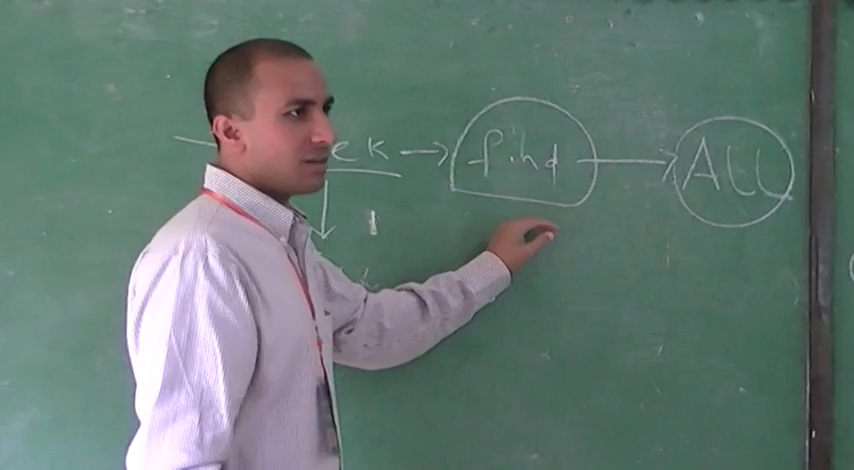 ek → find → ALL